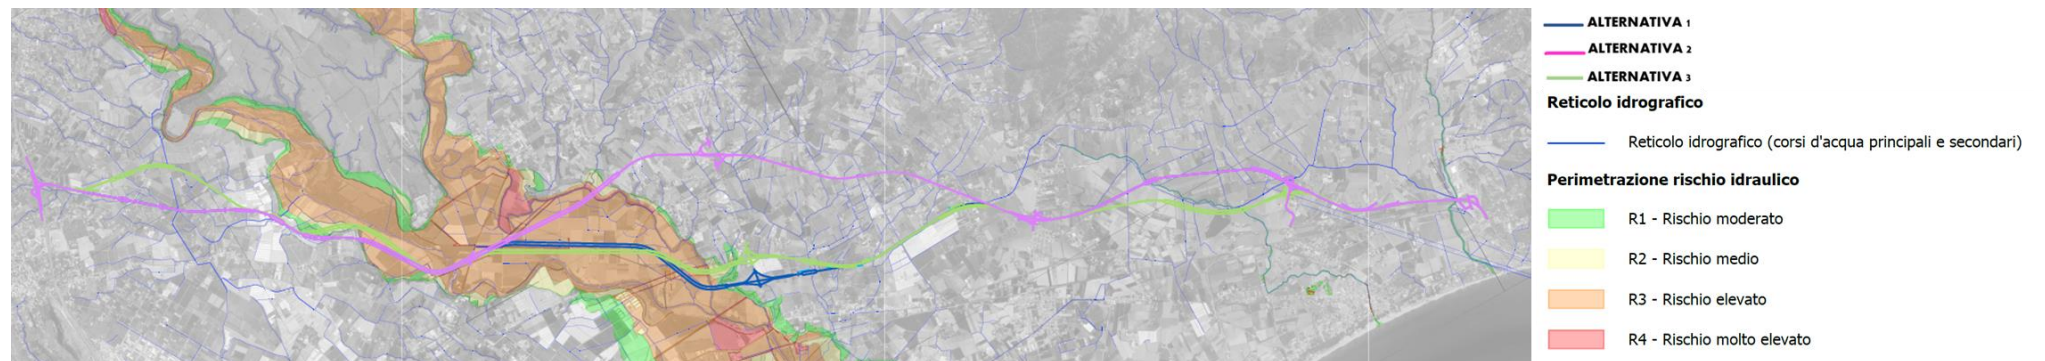 ALTERNATIVA 1
ALTERNATIVA 2
ALTERNATIVA 3
Reticolo idrografico
Reticolo idrografico (corsi d'acqua principali e secondari)
Perimetrazione rischio idraulico
R1 - Rischio moderato
R2 - Rischio medio
R3 - Rischio elevato
R4 - Rischio molto elevato